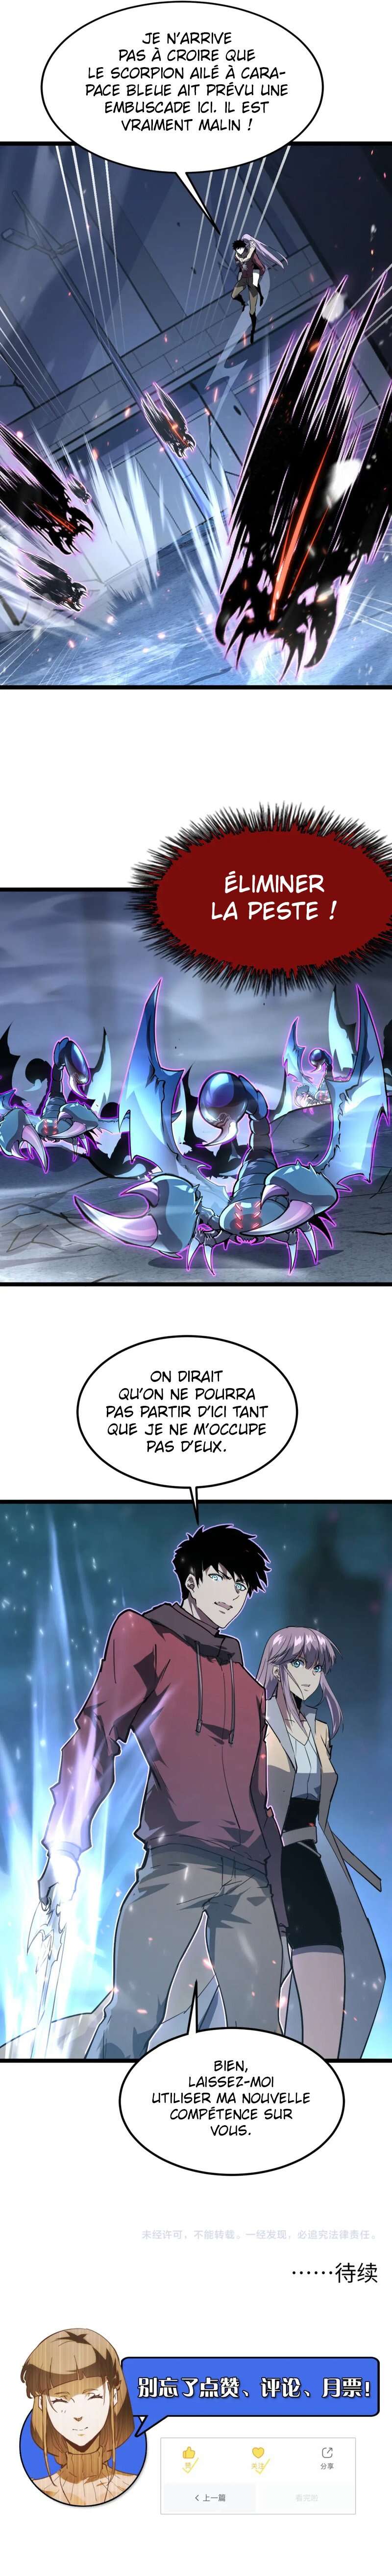 JE N'ARRIVE
PAS À CROIRE QUE
LE SCORPION AILÉ À CARA-
PACE BLEUE AIT PRÉVU UNE
EMBUSCADE ICI. IL EST
VRAIMENT MALIN !
ÉLIMINER
LA PESTE !
ON DIRAIT
QU'ON NE POURRA
PAS PARTIR D'ICI TANT
QUE JE NE M'OCCUPE
PAS D'EUX.
BIEN,
LAISSEZ-MOI
UTILISER MA NOUVELLE
COMPÉTENCE SUR
VOUS.
未经许可，不能转载，一经发现，必追究法律责任。
······待续
别忘了点赞、评论、月票!
赞
关注
分享
< 上一篇